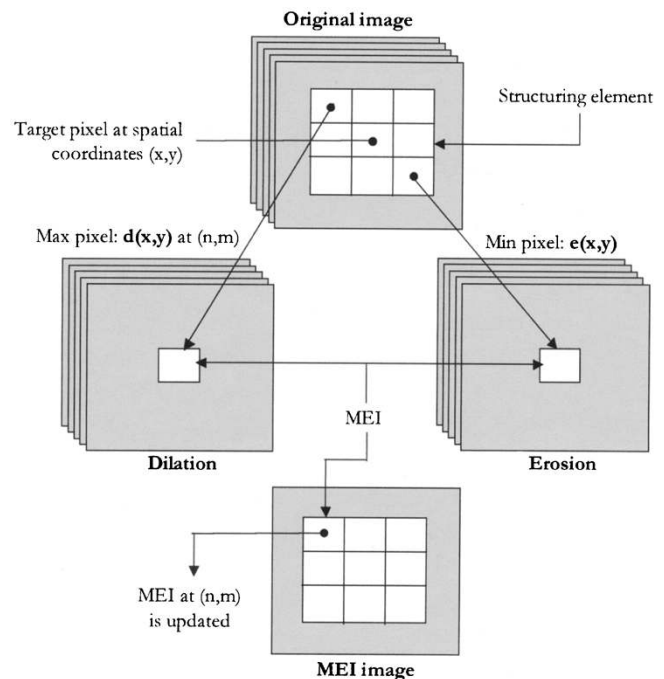 Original image
Structuring element
Target pixel at spatial
coordinates (x,y)
Max pixel: d(x,y) at (n,m)
Min pixel: e(x,y)
MEI
Dilation
Erosion
MEI at (n,m)
is updated
MEI image